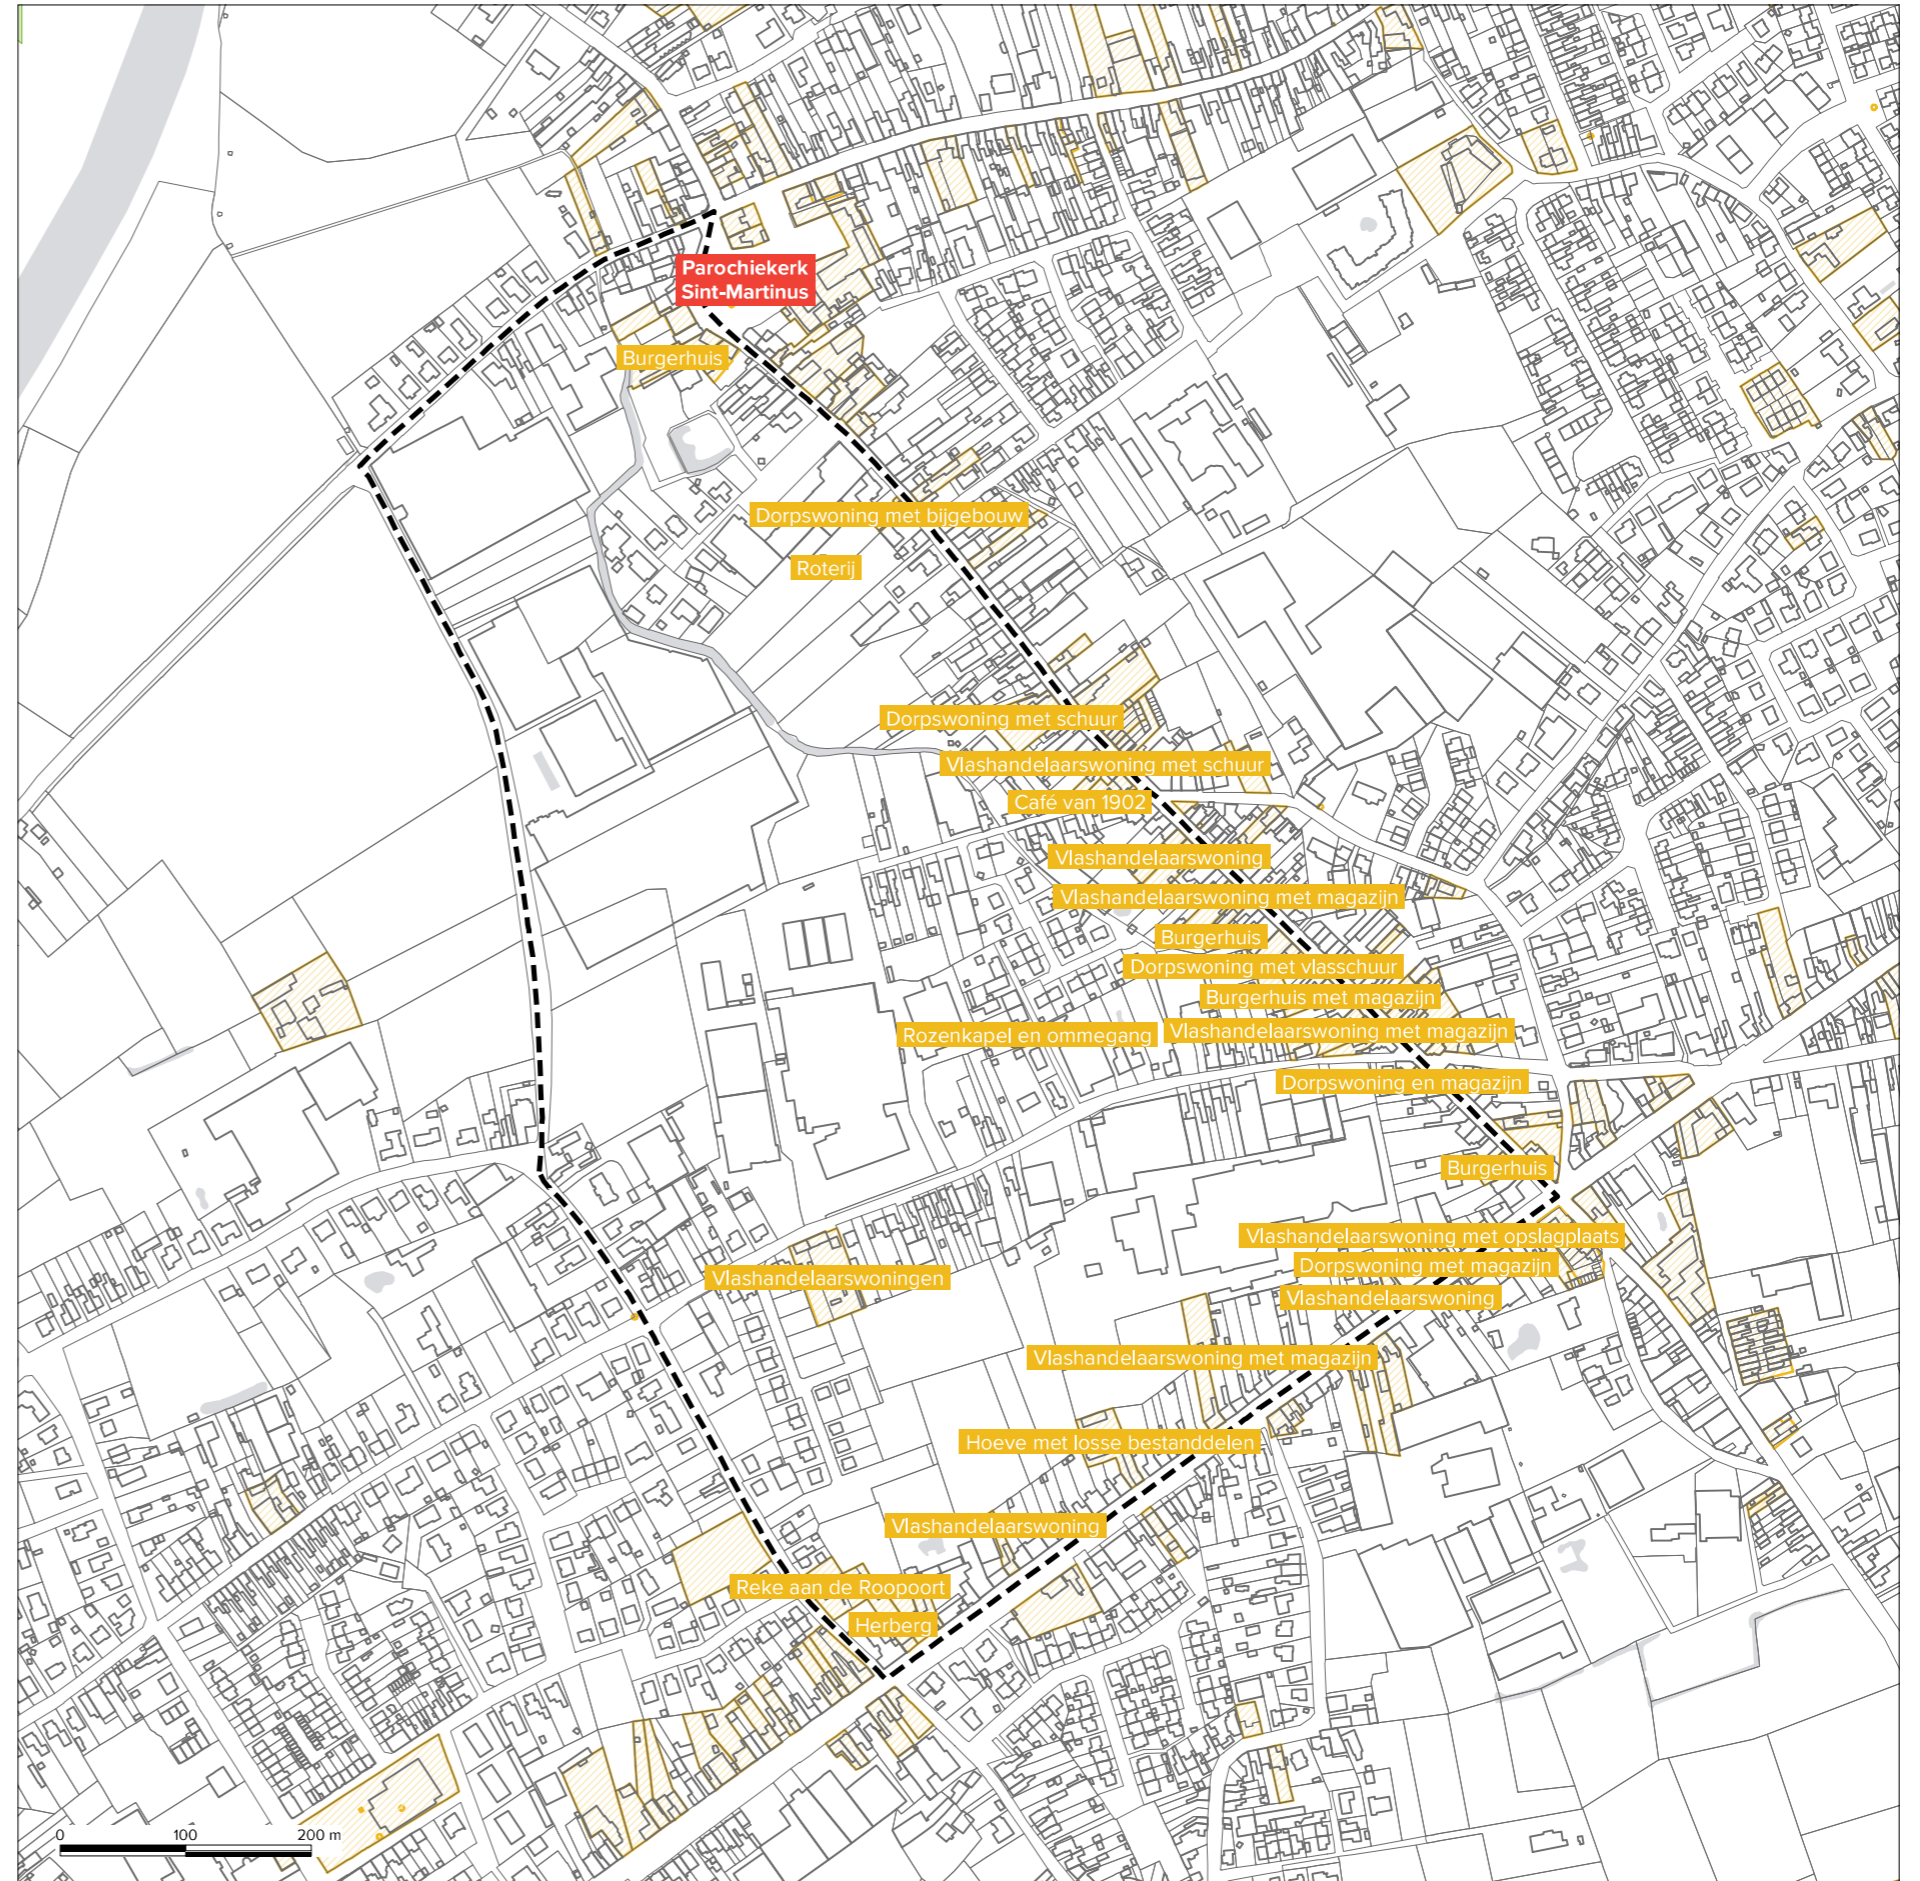 Parochiekerk
Sint-Martinus
Burgerhuis
Dorpswoning met bijgebouw
Roterij
Dorpswoning met schuur
Vlashandelaarswoning met schuur
Café van 1902
Vlashandelaarswoning
Vlashandelaarswoning met magazijn
Burgerhuis
Dorpswoning met vlasschuur
Burgerhuis met magazijn
Rozenkapel en ommegang
Vlashandelaarswoning met magazijn
Dorpswoning en magazijn
Burgerhuis
Vlashandelaarswoning met opslagplaats
Dorpswoning met magazijn
Vlashandelaarswoningen
Vlashandelaarswoning
Vlashandelaarswoning met magazijn
Hoeve met losse bestanddelen
Vlashandelaarswoning
Reke aan de Roopoort
Herberg
0 100 200 m